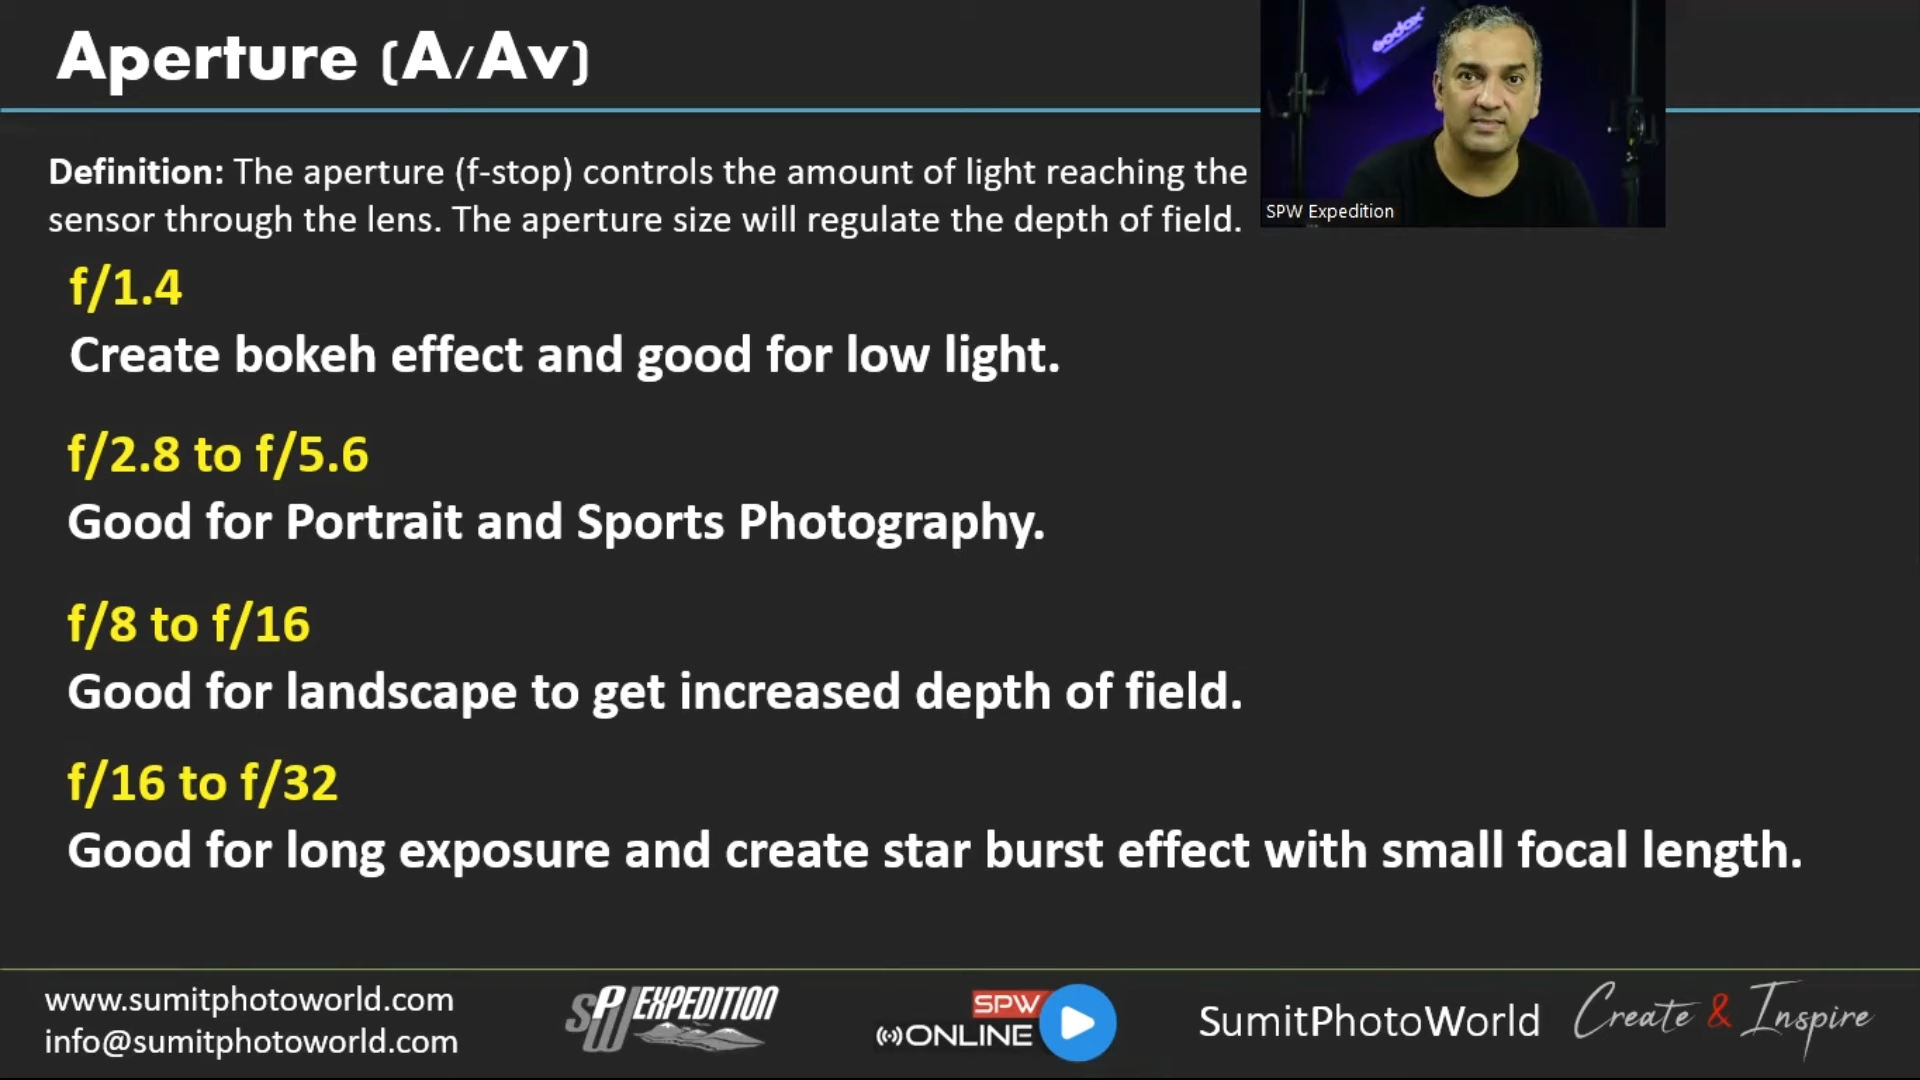 Aperture (A/Av)
Godox
SPW Expedition
Definition: The aperture (f-stop) controls the amount of light reaching the
sensor through the lens. The aperture size will regulate the depth of field.
f/1.4
Create bokeh effect and good for low light.
f/2.8 to f/5.6
Good for Portrait and Sports Photography.
f/8 to f/16
Good for landscape to get increased depth of field.
f/16 to f/32
Good for long exposure and create star burst effect with small focal length.
www.sumitphotoworld.com
info@sumitphotoworld.com
SPW EXPEDITION
SPW
ONLINE
SumitPhotoWorld
Create & Inspire